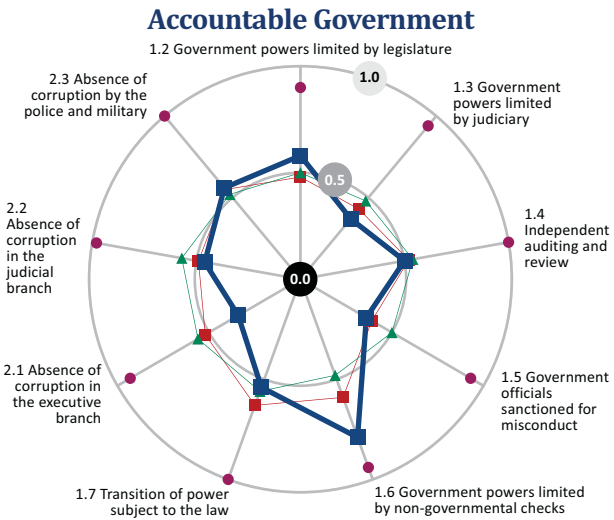 Accountable Government
1.2 Government powers limited by legislature
1.0
2.3 Absence of
corruption by the
police and military
1.3 Government
powers limited
by judiciary
0.5
2.2
Absence of
corruption
in the
judicial
branch
1.4
Independent
auditing and
review
0.0
2.1 Absence of
corruption in
the executive
branch
1.5 Government
officials
sanctioned for
misconduct
1.7 Transition of power
subject to the law
1.6 Government powers limited
by non-governmental checks